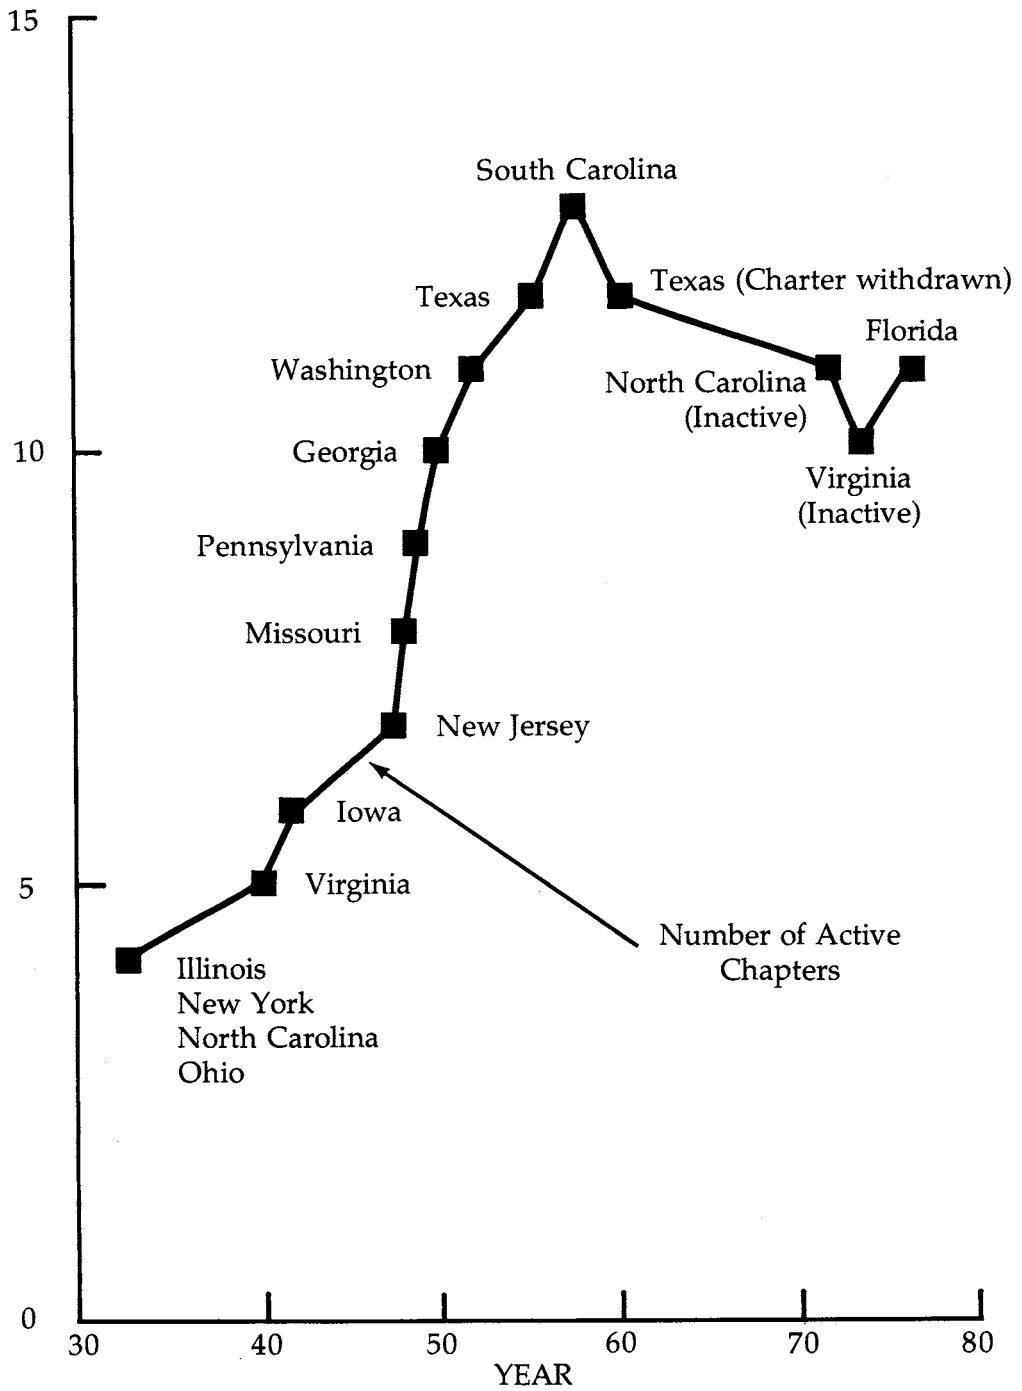 15
South Carolina
Texas (Charter withdrawn)
Texas
Florida
Washington
North Carolina
(Inactive)
10
Georgia
Virginia
(Inactive)
Pennsylvania
Missouri
New Jersey
Iowa
5
Virginia
Number of Active
Chapters
Illinois
New York
North Carolina
Ohio
0
30 40 50 60 70 80
YEAR